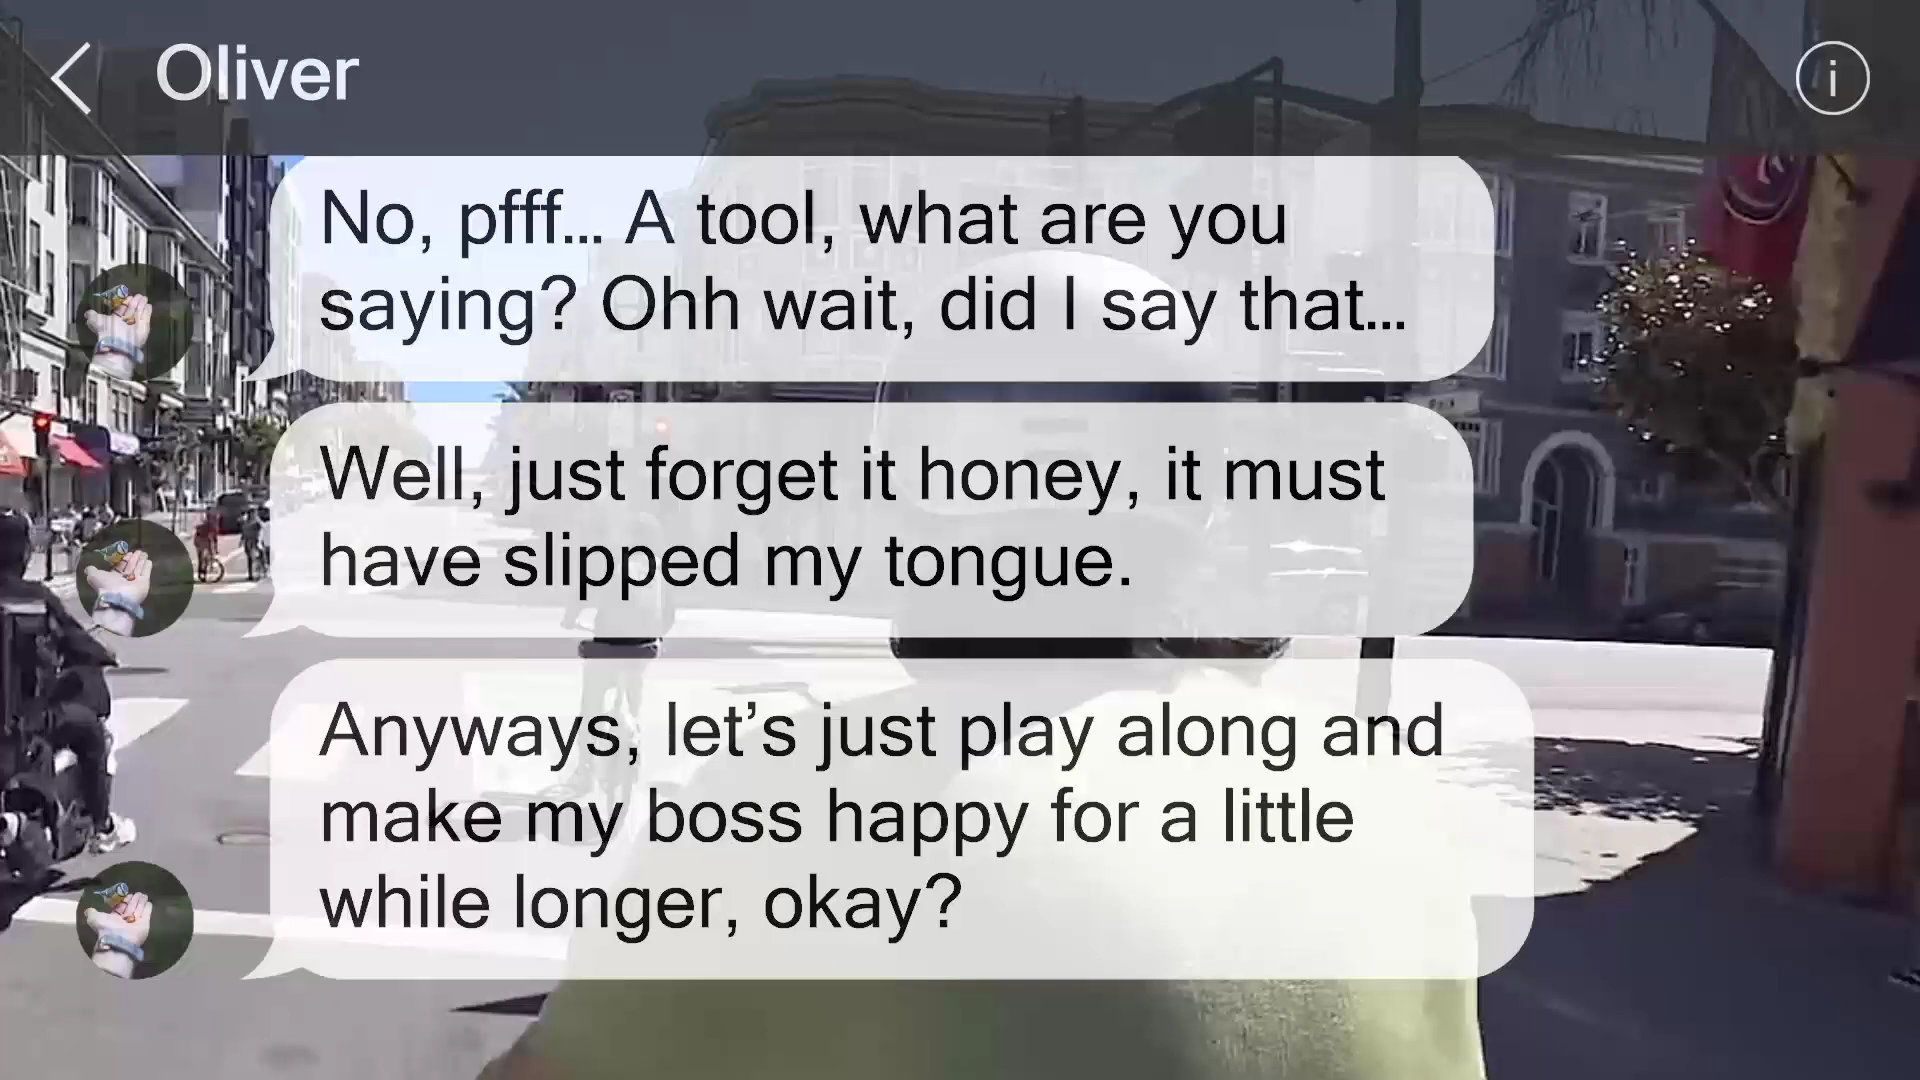 Oliver
No, pfff... A tool, what are you
saying? Ohh wait, did I say that...
Well, just forget it honey, it must
have slipped my tongue.
Anyways, let’s just play along and
make my boss happy for a little
while longer, okay?